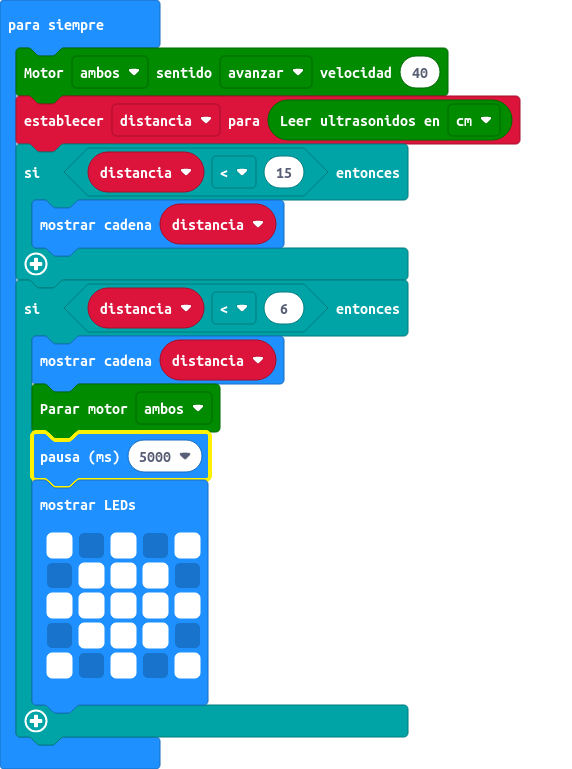 para siempre
Motor ambos sentido avanzar velocidad 40
establecer distancia para Leer ultrasonidos en cm
si distancia < 15 entonces
mostrar cadena distancia
si distancia < 6 entonces
mostrar cadena distancia
Parar motor ambos
pausa (ms) 5000
mostrar LEDs